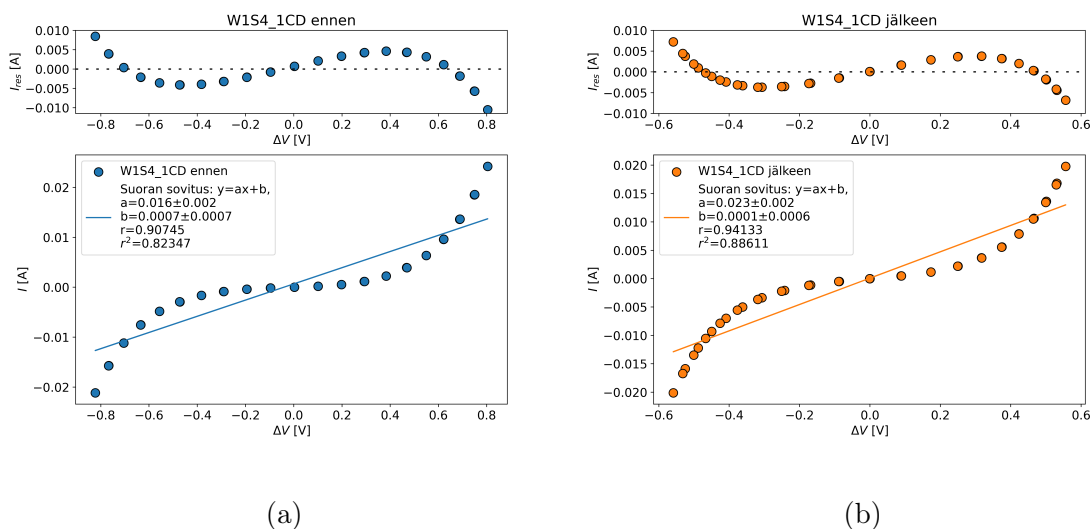 W1S4_1CD ennen
0.010
0.005
0.000
−0.005
−0.010
I_res [A]
−0.8 −0.6 −0.4 −0.2 0.0 0.2 0.4 0.6 0.8
ΔV [V]
W1S4_1CD ennen
Suoran sovitus: y=ax+b,
a=0.016±0.002
b=0.0007±0.0007
r=0.90745
r²=0.82347
0.02
0.01
0.00
−0.01
−0.02
I [A]
−0.8 −0.6 −0.4 −0.2 0.0 0.2 0.4 0.6 0.8
ΔV [V]
(a)
W1S4_1CD jälkeen
0.010
0.005
0.000
−0.005
−0.010
I_res [A]
−0.6 −0.4 −0.2 0.0 0.2 0.4 0.6
ΔV [V]
W1S4_1CD jälkeen
Suoran sovitus: y=ax+b,
a=0.023±0.002
b=0.0001±0.0006
r=0.94133
r²=0.88611
0.020
0.015
0.010
0.005
0.000
−0.005
−0.010
−0.015
−0.020
I [A]
−0.6 −0.4 −0.2 0.0 0.2 0.4 0.6
ΔV [V]
(b)